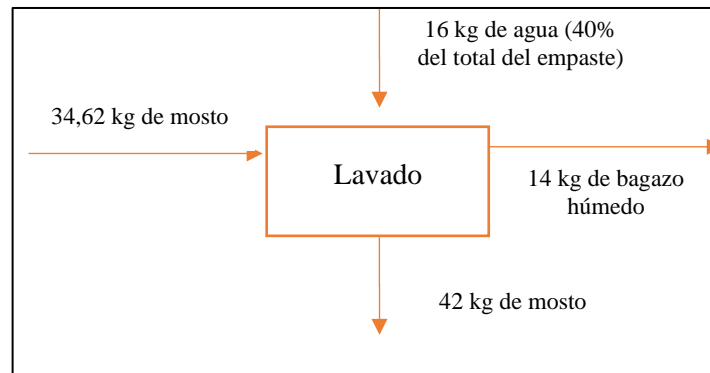 16 kg de agua (40%
del total del empaste)
34,62 kg de mosto
Lavado
14 kg de bagazo
húmedo
42 kg de mosto